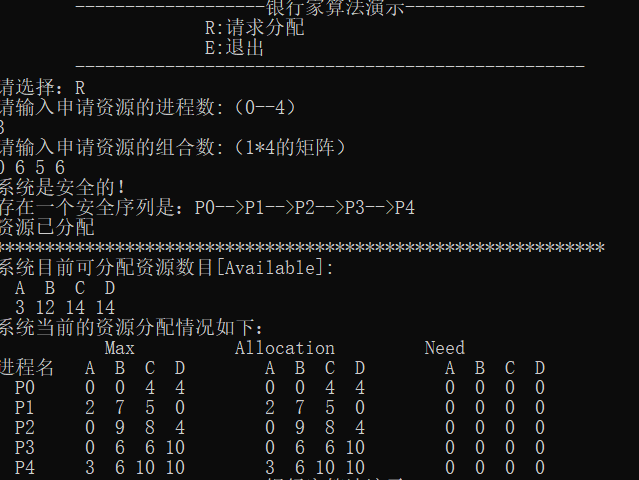 -------------------银行家算法演示------------------
R:请求分配
E:退出
---------------------------------------------------
请选择: R
请输入申请资源的进程数:（0--4）
3
请输入申请资源的组合数:（1*4的矩阵）
0 6 5 6
系统是安全的!
存在一个安全序列是: P0-->P1-->P2-->P3-->P4
资源已分配
*************************************************************
系统目前可分配资源数目[Available]:
A B C D
3 12 14 14
系统当前的资源分配情况如下:
Max Allocation Need
进程名 A B C D A B C D A B C D
P0 0 0 4 4 0 0 4 4 0 0 0 0
P1 2 7 5 0 2 7 5 0 0 0 0 0
P2 0 9 8 4 0 9 8 4 0 0 0 0
P3 0 6 6 10 0 6 6 10 0 0 0 0
P4 3 6 10 10 3 6 10 10 0 0 0 0